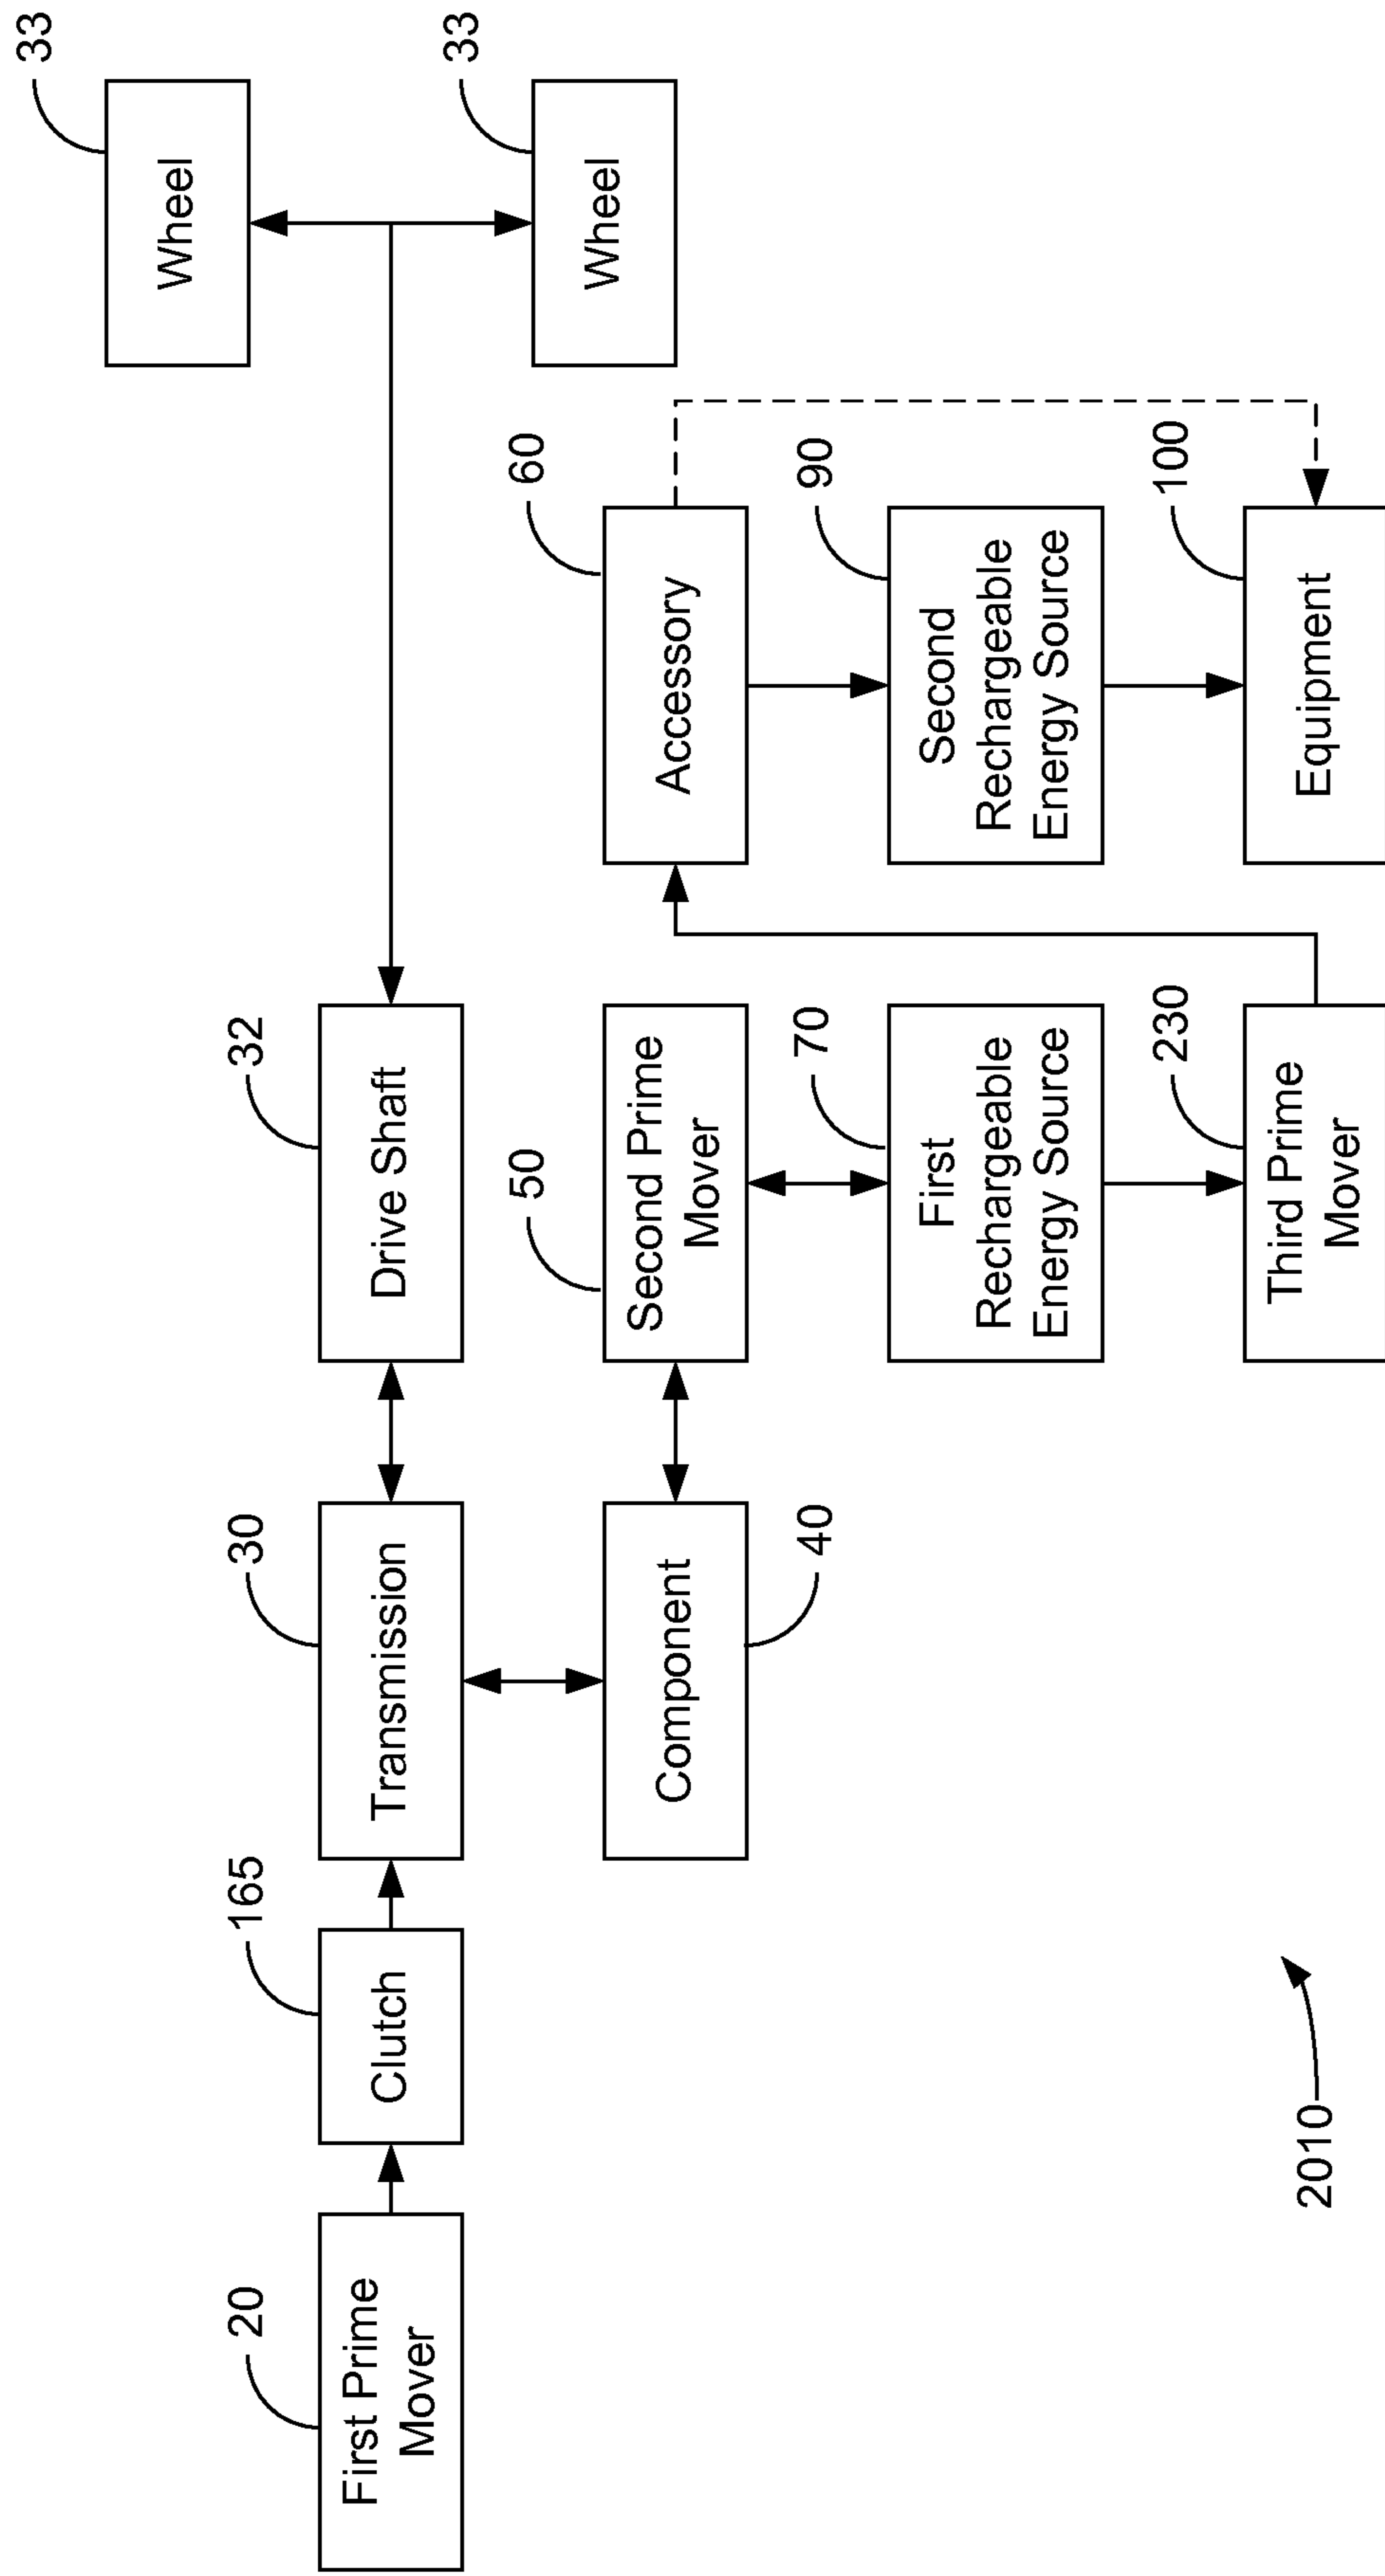 20
First Prime
Mover
165
Clutch
30
Transmission
32
Drive Shaft
33
Wheel
33
Wheel
40
Component
50
Second Prime
Mover
60
Accessory
70
First
Rechargeable
Energy Source
90
Second
Rechargeable
Energy Source
230
Third Prime
Mover
100
Equipment
2010